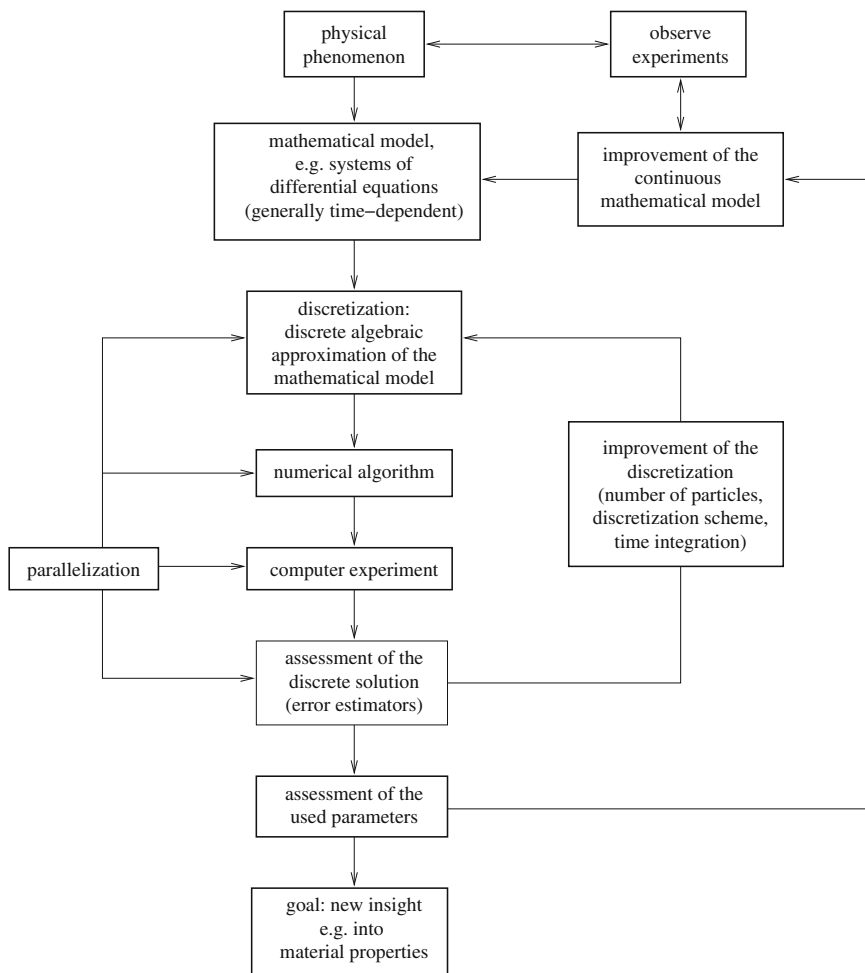 physical
phenomenon
observe
experiments
mathematical model,
e.g. systems of
differential equations
(generally time−dependent)
improvement of the
continuous
mathematical model
discretization:
discrete algebraic
approximation of the
mathematical model
improvement of the
discretization
(number of particles,
discretization scheme,
time integration)
numerical algorithm
parallelization
computer experiment
assessment of the
discrete solution
(error estimators)
assessment of the
used parameters
goal: new insight
e.g. into
material properties